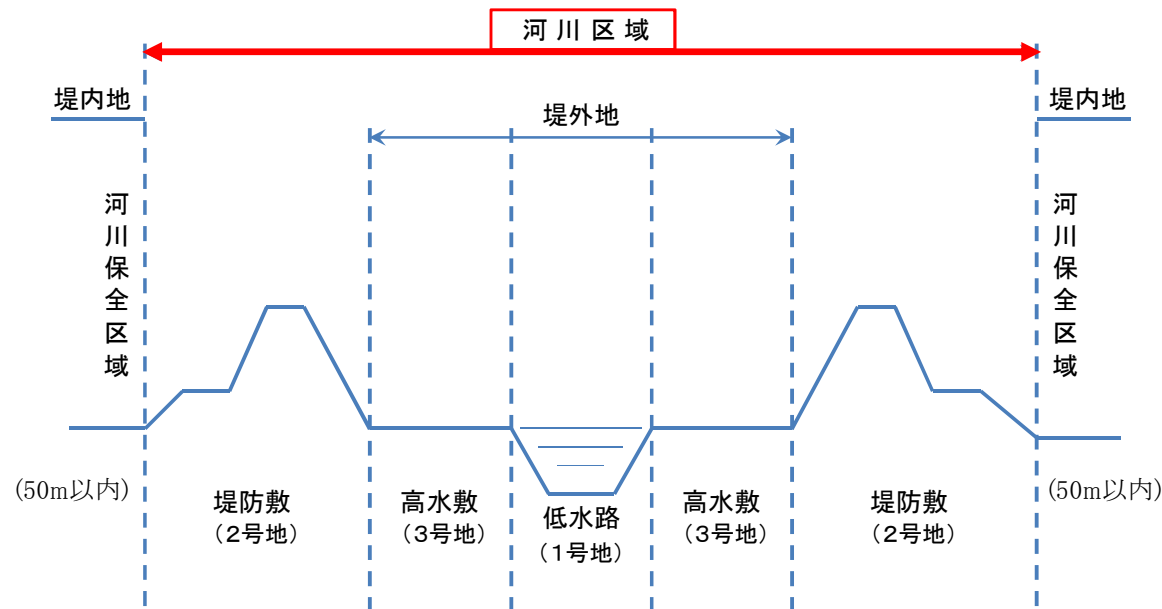 河川区域
堤内地
堤内地
堤外地
河川保全区域
河川保全区域
(50m以内)
(50m以内)
堤防敷
（2号地）
高水敷
（3号地）
低水路
（1号地）
高水敷
（3号地）
堤防敷
（2号地）